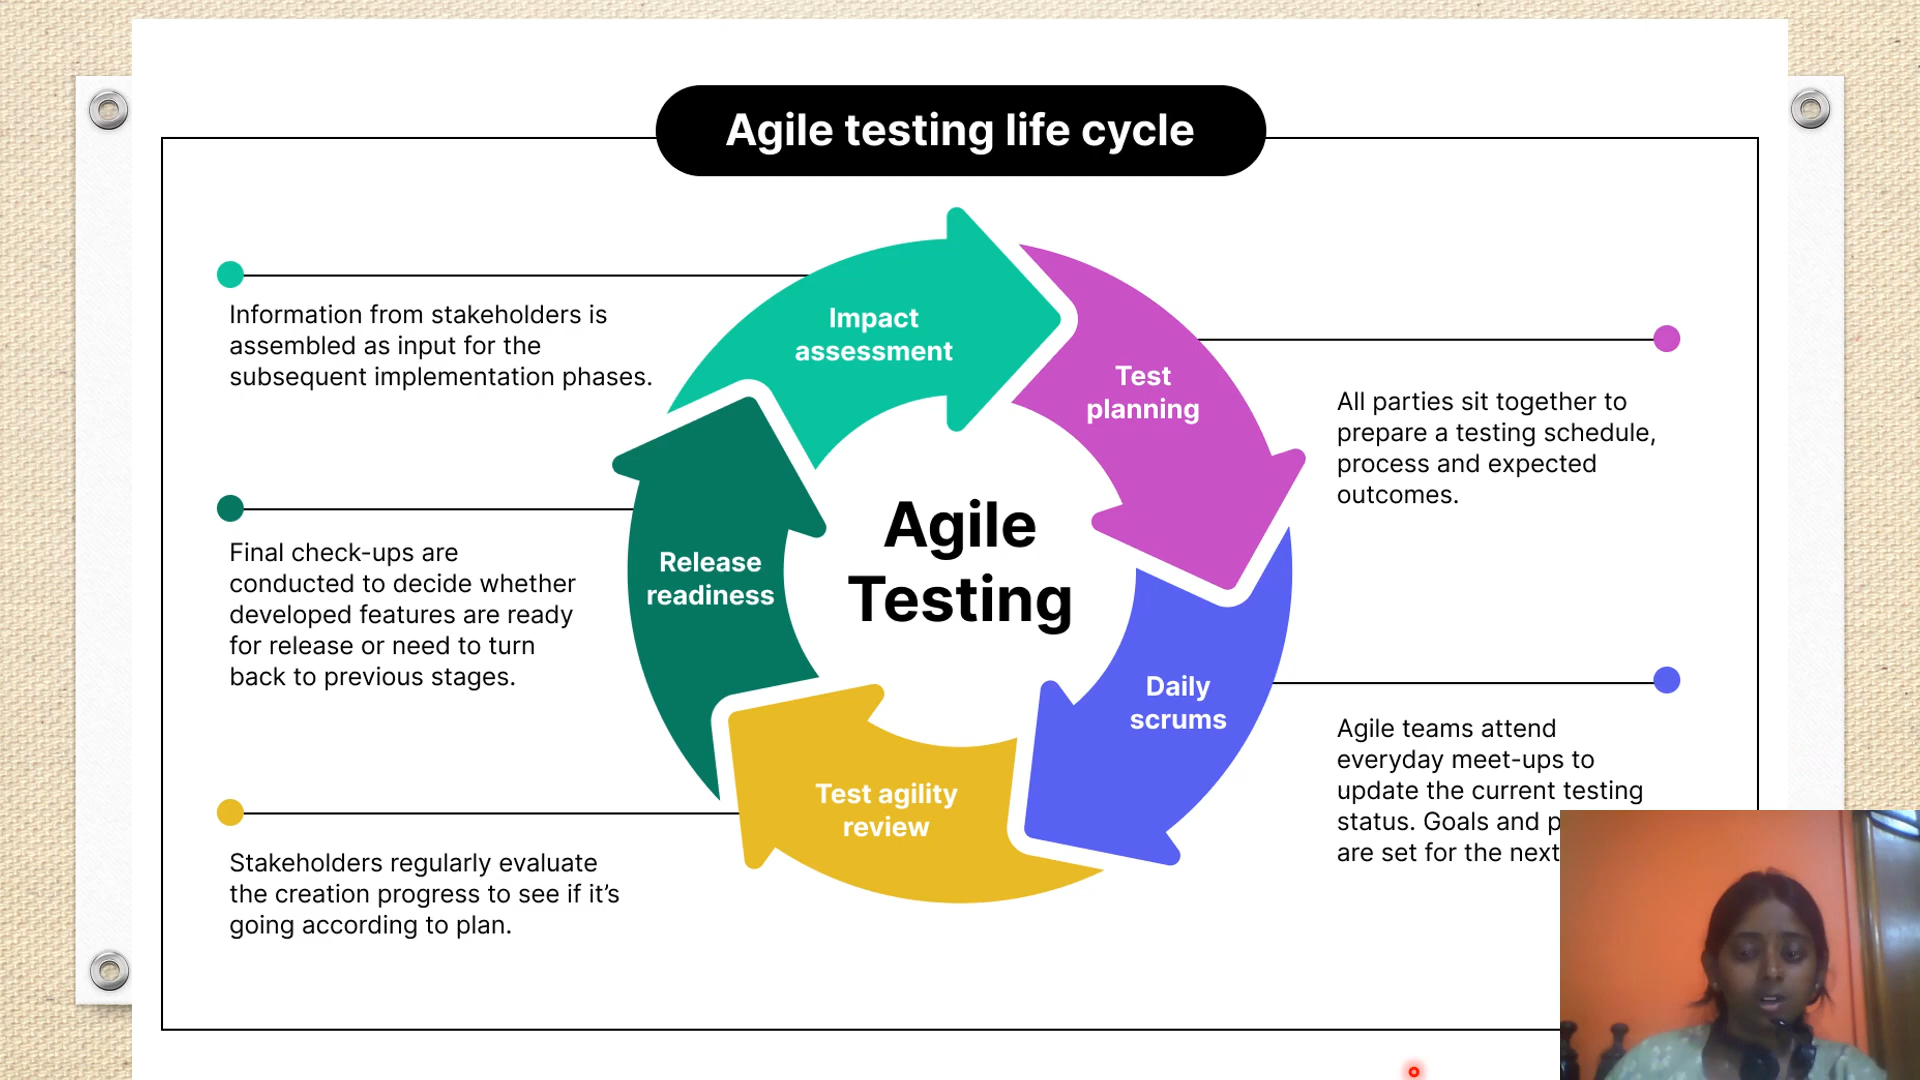 Agile testing life cycle
Information from stakeholders is
assembled as input for the
subsequent implementation phases.
Final check-ups are
conducted to decide whether
developed features are ready
for release or need to turn
back to previous stages.
Stakeholders regularly evaluate
the creation progress to see if it’s
going according to plan.
Impact
assessment
Test
planning
Release
readiness
Agile
Testing
Daily
scrums
Test agility
review
All parties sit together to
prepare a testing schedule,
process and expected
outcomes.
Agile teams attend
everyday meet-ups to
update the current testing
status. Goals and
are set for the next